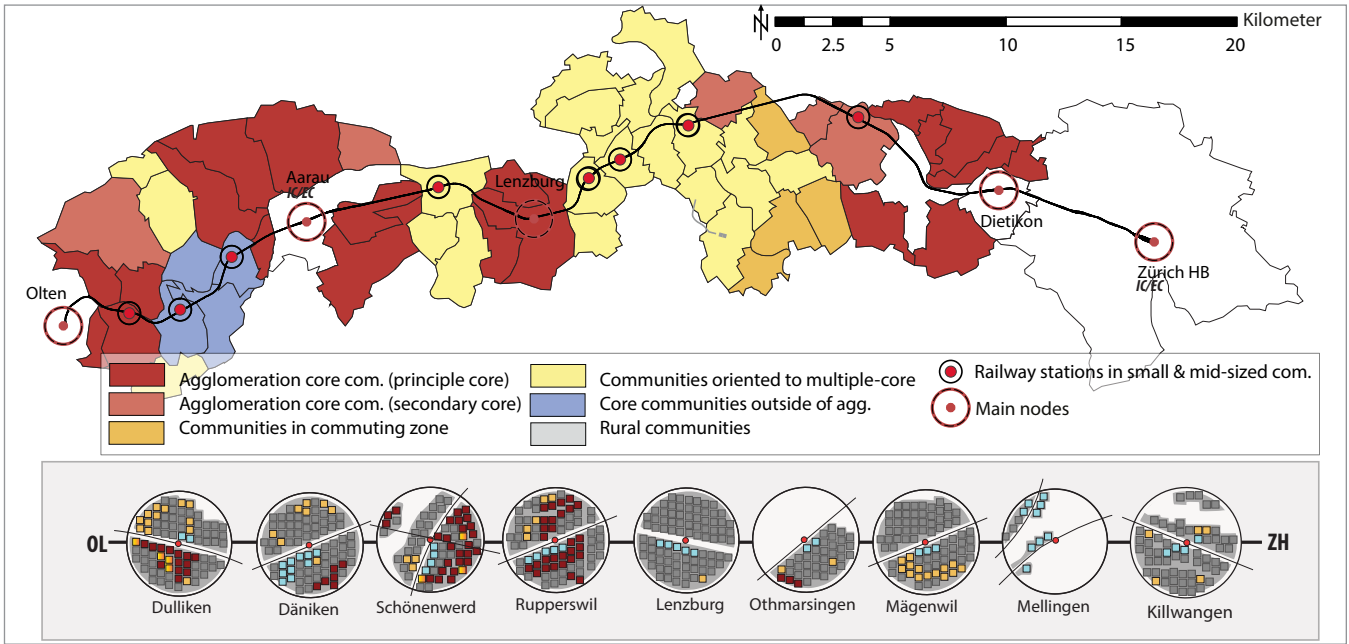 N
Kilometer
0 1.25 2.5 5 10 15 20
Aarau
IC/EC
Lenzburg
Dietikon
Zürich HB
IC/EC
Olten
Agglomeration core com. (principle core)
Agglomeration core com. (secondary core)
Communities in commuting zone
Communities oriented to multiple-core
Core communities outside of agg.
Rural communities
Railway stations in small & mid-sized com.
Main nodes
OL
ZH
Dulliken
Däniken
Schönenwerd
Rupperswil
Lenzburg
Othmarsingen
Mägenwil
Mellingen
Killwangen